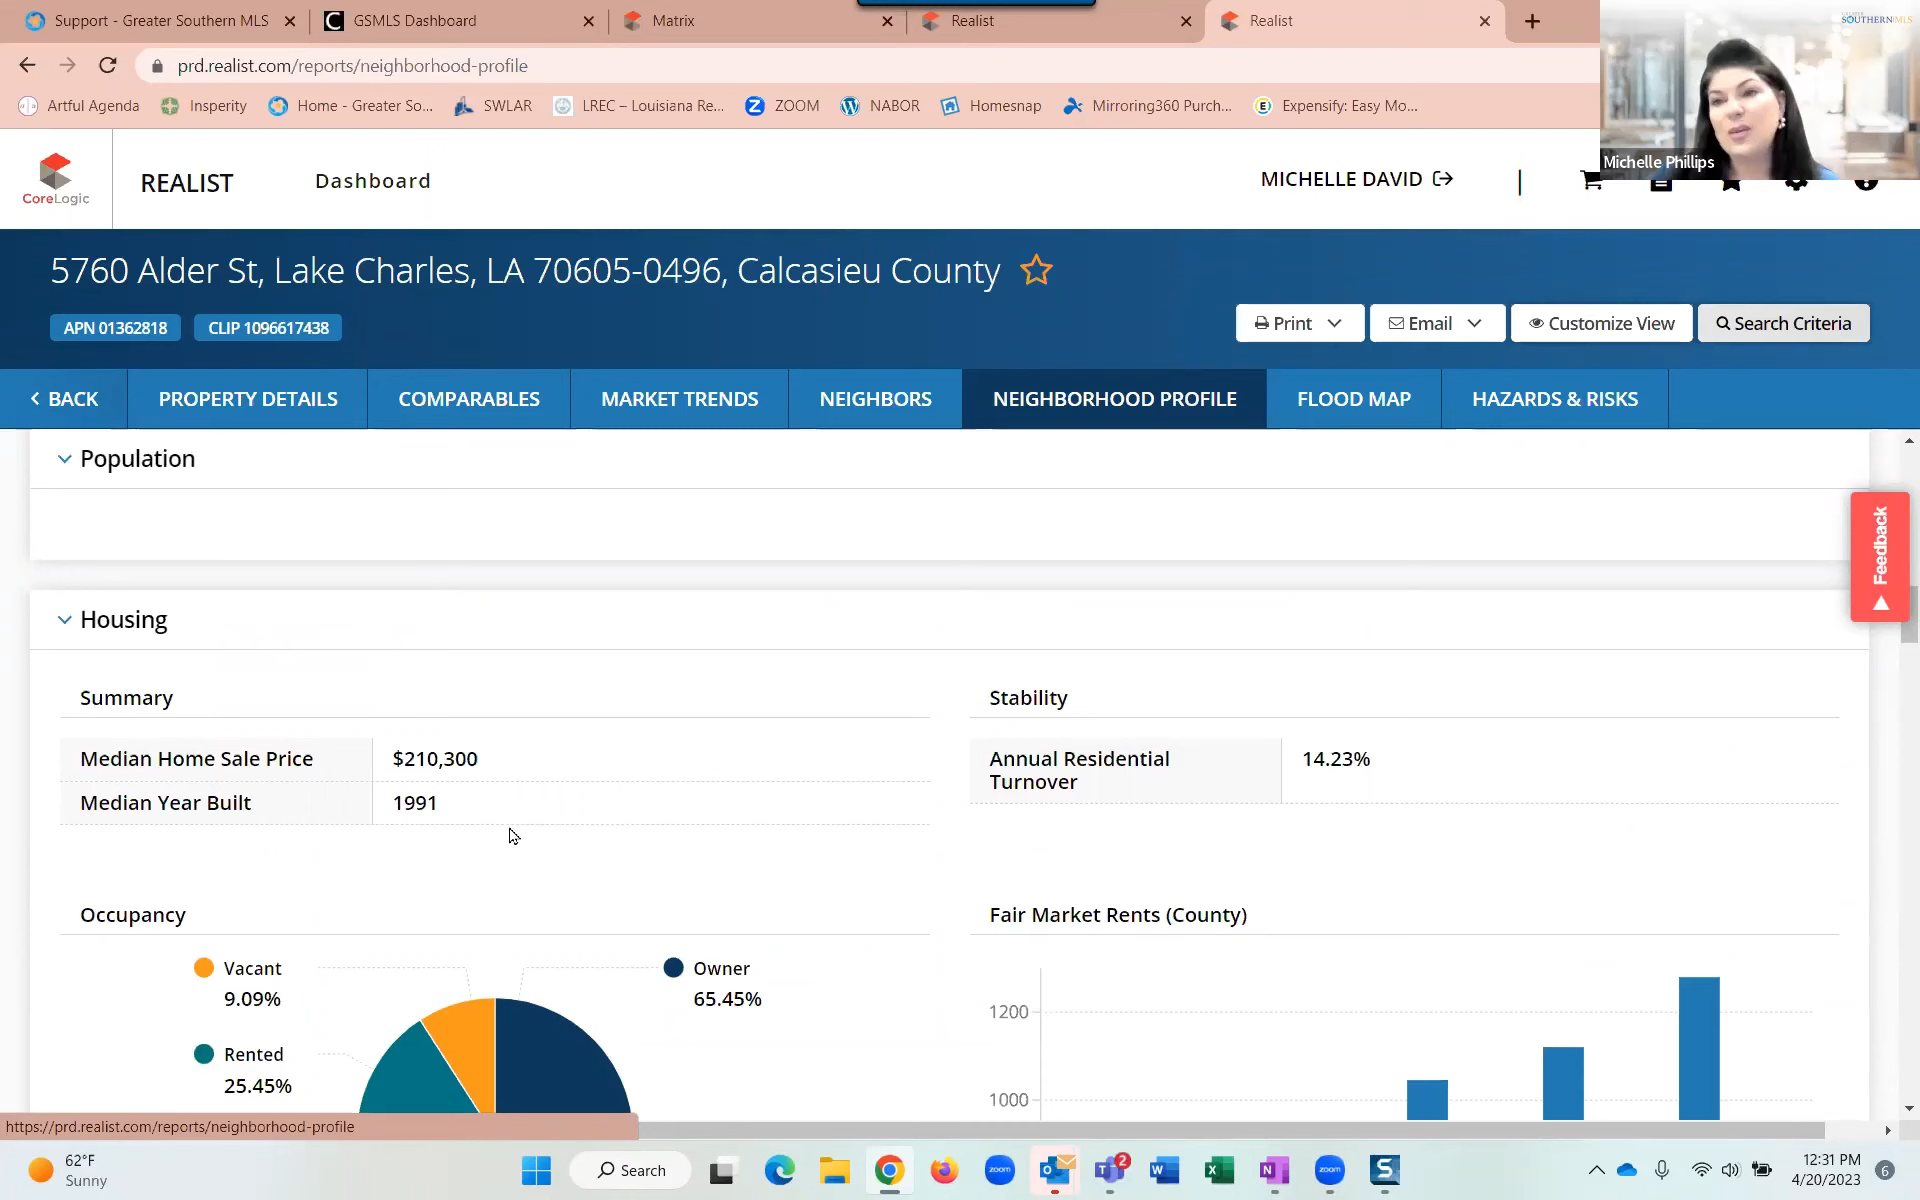 Support - Greater Southern MLS
GSMLS Dashboard
Matrix
Realist
Realist
prd.realist.com/reports/neighborhood-profile
Artful Agenda
Insperity
Home - Greater So...
SWLAR
LREC – Louisiana Re...
ZOOM
NABOR
Homesnap
Mirroring360 Purch...
Expensify: Easy Mo...
SOUTHERN MLS
Michelle Phillips
CoreLogic
REALIST
Dashboard
MICHELLE DAVID
5760 Alder St, Lake Charles, LA 70605-0496, Calcasieu County
APN 01362818
CLIP 1096617438
Print
Email
Customize View
Search Criteria
BACK
PROPERTY DETAILS
COMPARABLES
MARKET TRENDS
NEIGHBORS
NEIGHBORHOOD PROFILE
FLOOD MAP
HAZARDS & RISKS
Population
Feedback
Housing
Summary
Median Home Sale Price $210,300
Median Year Built 1991
Stability
Annual Residential
Turnover
14.23%
Occupancy
Vacant
9.09%
Owner
65.45%
Rented
25.45%
Fair Market Rents (County)
1200
1000
https://prd.realist.com/reports/neighborhood-profile
62°F
Sunny
Search
zoom
2
zoom
12:31 PM
4/20/2023
6